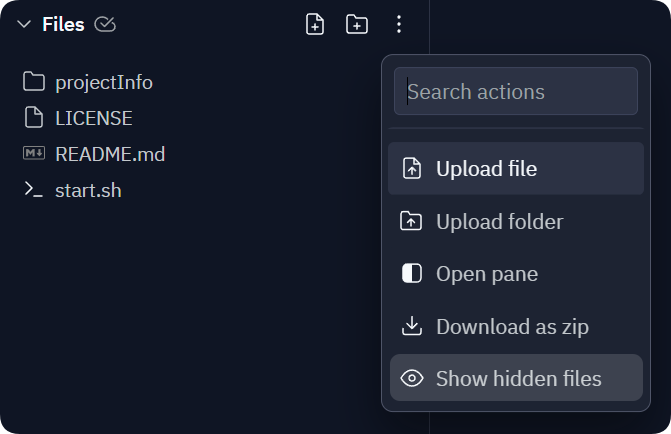 Files
projectInfo
LICENSE
README.md
start.sh
Search actions
Upload file
Upload folder
Open pane
Download as zip
Show hidden files